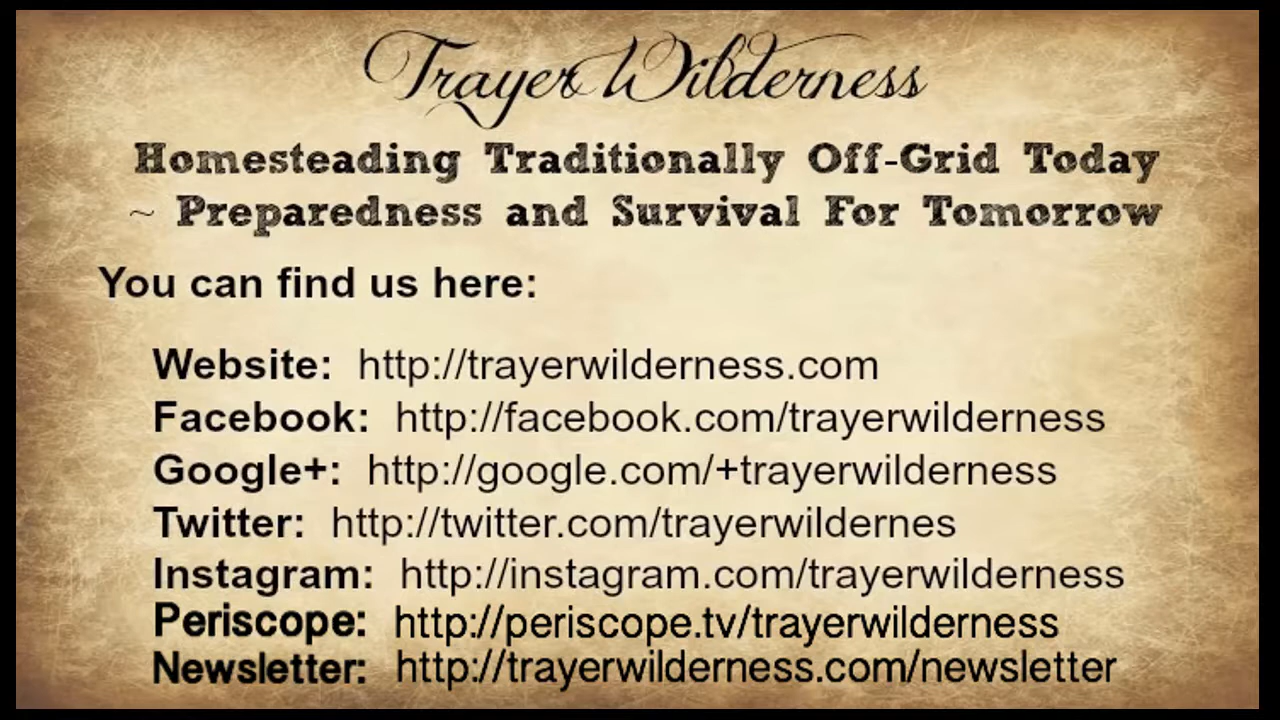 Trayer Wilderness
Homesteading Traditionally Off-Grid Today
~ Preparedness and Survival For Tomorrow
You can find us here:
Website: http://trayerwilderness.com
Facebook: http://facebook.com/trayerwilderness
Google+: http://google.com/+trayerwilderness
Twitter: http://twitter.com/trayerwildernes
Instagram: http://instagram.com/trayerwilderness
Periscope: http://periscope.tv/trayerwilderness
Newsletter: http://trayerwilderness.com/newsletter